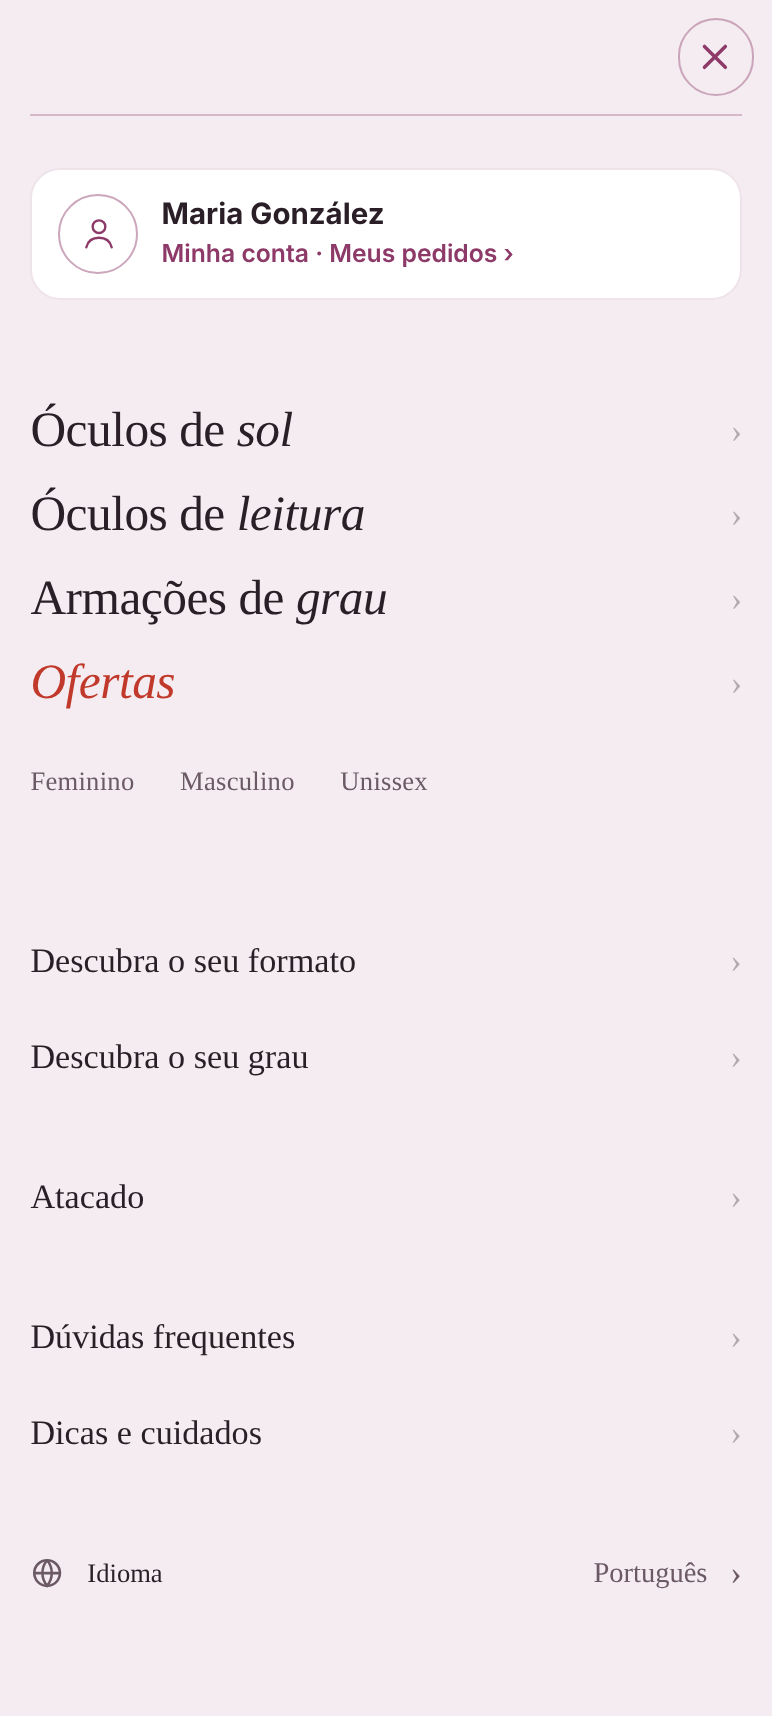 Maria González
Minha conta · Meus pedidos ›
Óculos de sol ›
Óculos de leitura ›
Armações de grau ›
Ofertas ›
Feminino Masculino Unissex
Descubra o seu formato ›
Descubra o seu grau ›
Atacado ›
Dúvidas frequentes ›
Dicas e cuidados ›
Idioma Português ›